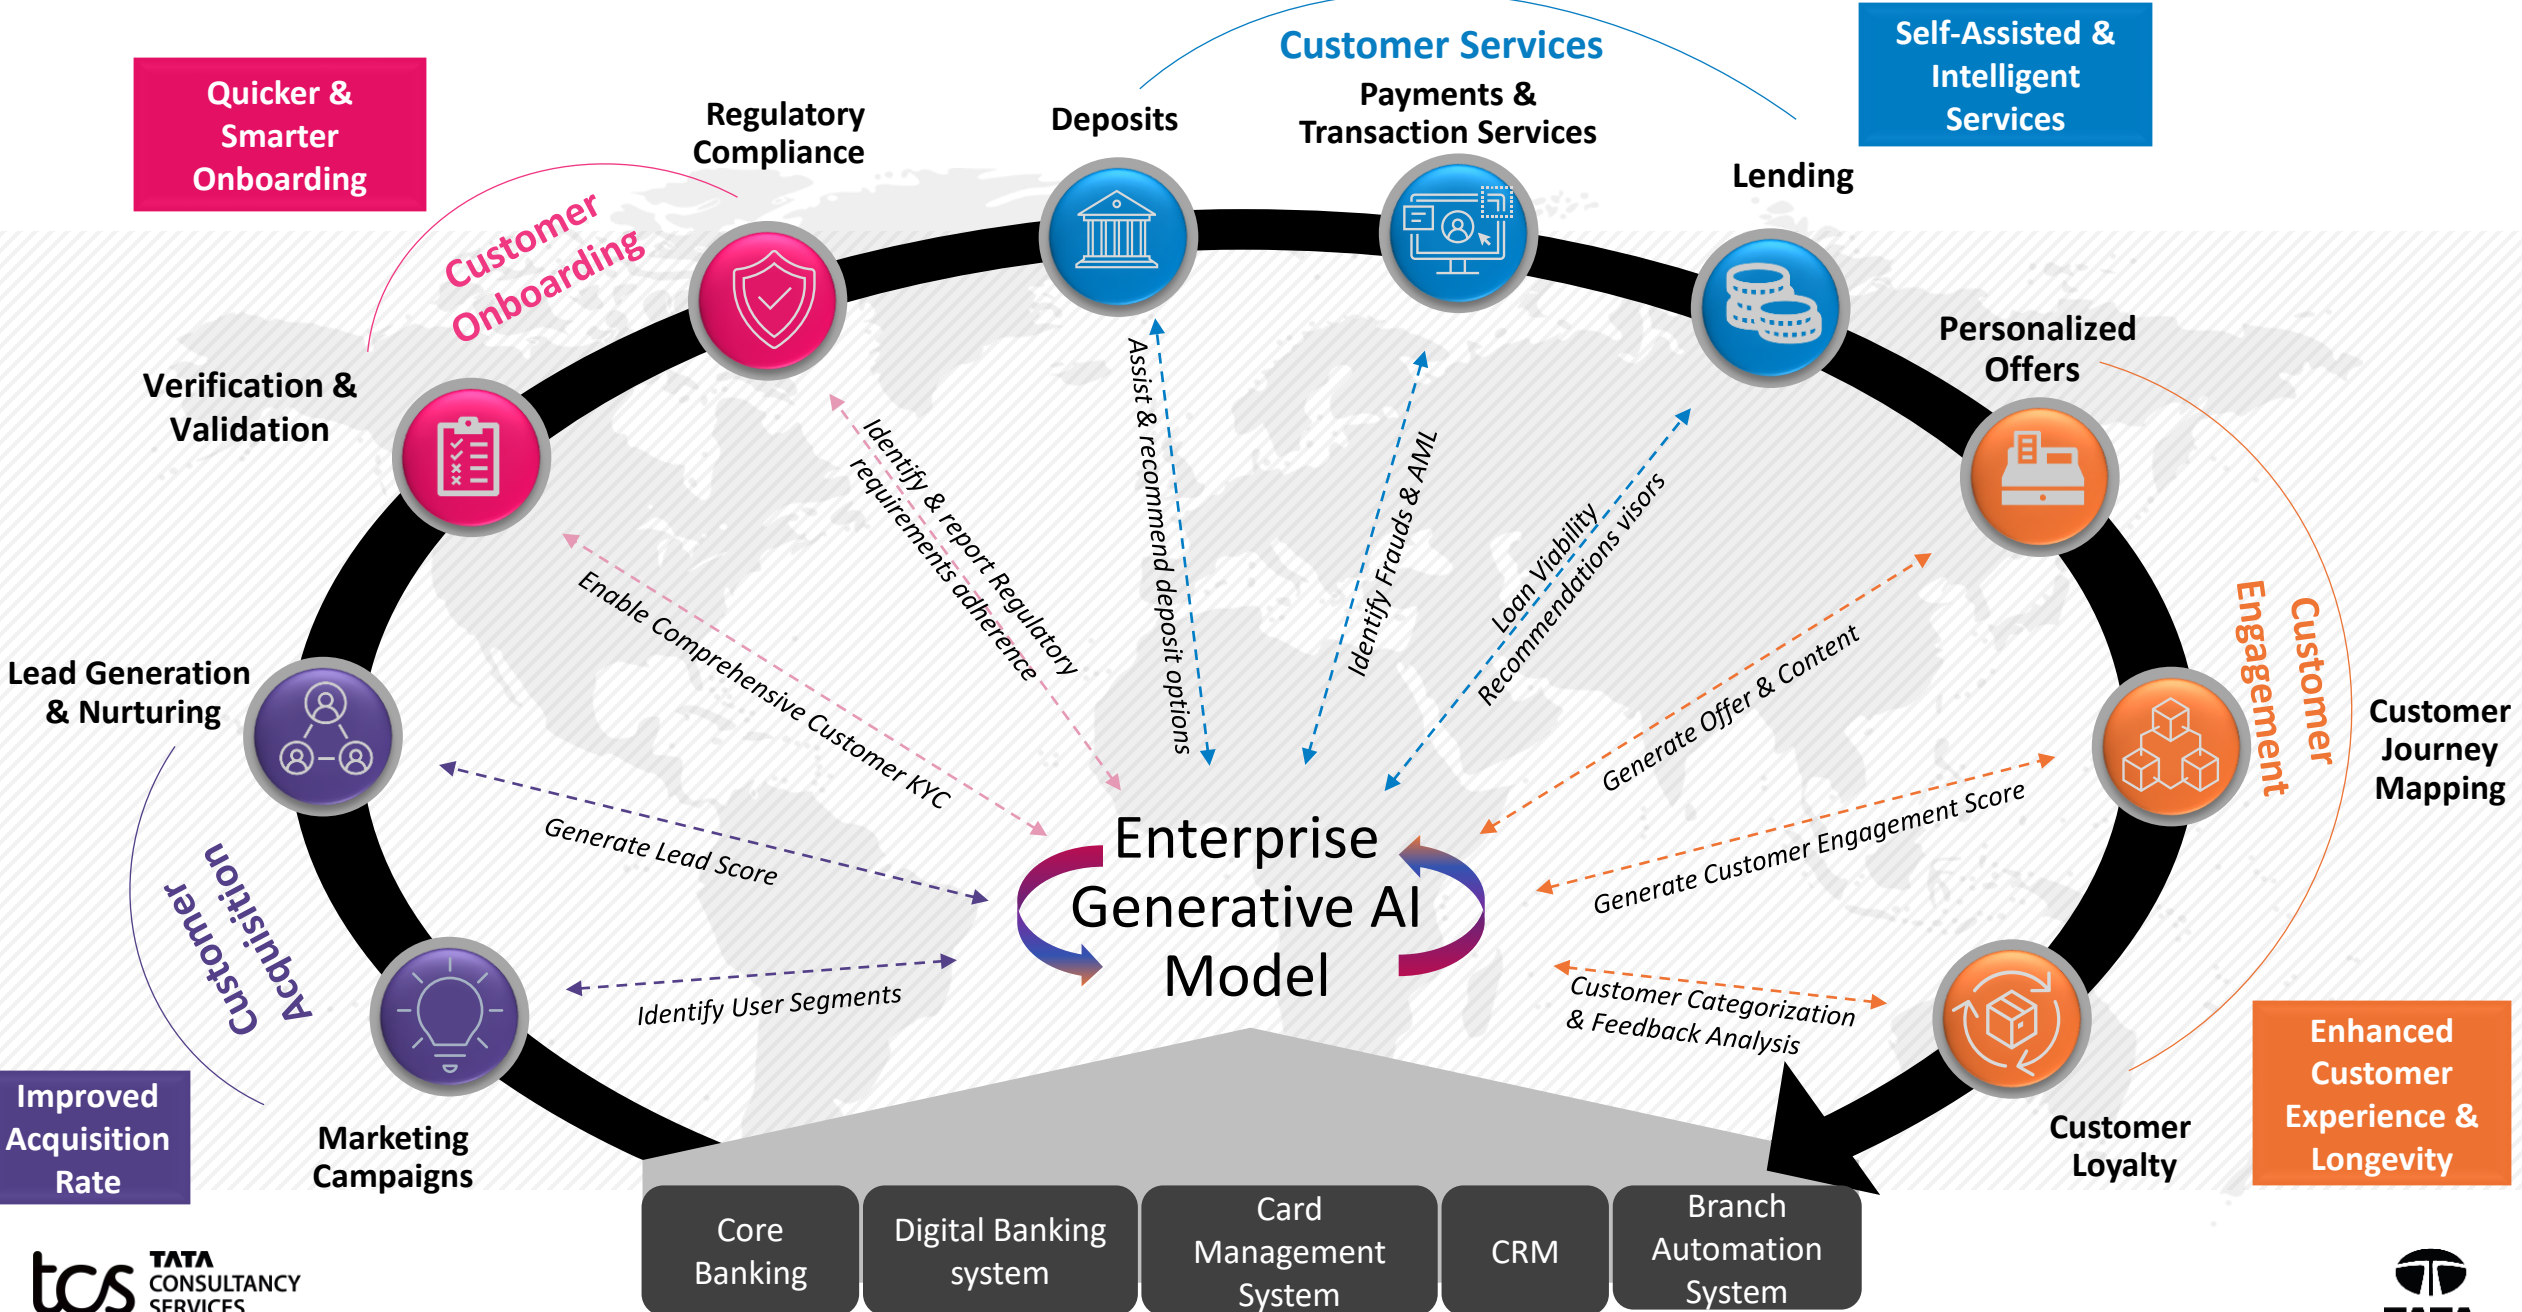 Customer Services
Self-Assisted &
Intelligent
Services
Quicker &
Smarter
Onboarding
Regulatory
Compliance
Deposits
Payments &
Transaction Services
Lending
Customer
Onboarding
Personalized
Offers
Verification &
Validation
Assist & recommend deposit options
Identify Frauds & AML
Loan Viability
Recommendations visors
Identify & report Regulatory
requirements adherence
Enable Comprehensive Customer KYC
Generate Offer & Content
Customer
Engagement
Lead Generation
& Nurturing
Customer
Journey
Mapping
Generate Lead Score
Generate Customer Engagement Score
Enterprise
Generative AI
Model
Customer
Acquisition
Identify User Segments
Customer Categorization
& Feedback Analysis
Improved
Acquisition
Rate
Marketing
Campaigns
Customer
Loyalty
Enhanced
Customer
Experience &
Longevity
Core
Banking
Digital Banking
system
Card
Management
System
CRM
Branch
Automation
System
tcs
TATA
CONSULTANCY
SERVICES
TATA